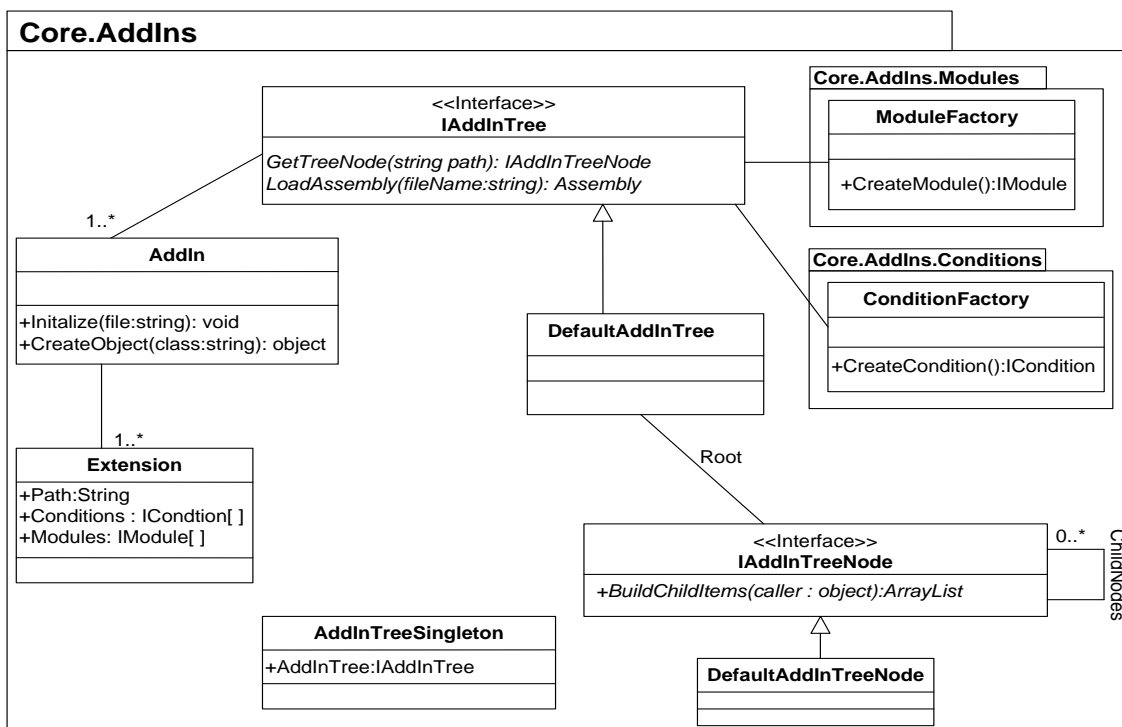 Core.AddIns
<<Interface>>
IAddInTree
GetTreeNode(string path): IAddInTreeNode
LoadAssembly(fileName:string): Assembly
Core.AddIns.Modules
ModuleFactory
+CreateModule():IModule
1..*
AddIn
+Initalize(file:string): void
+CreateObject(class:string): object
Core.AddIns.Conditions
ConditionFactory
+CreateCondition():ICondition
DefaultAddInTree
1..*
Extension
+Path:String
+Conditions : ICondtion[ ]
+Modules: IModule[ ]
Root
<<Interface>>
IAddInTreeNode
+BuildChildItems(caller : object):ArrayList
0..*
ChildNodes
AddInTreeSingleton
+AddInTree:IAddInTree
DefaultAddInTreeNode